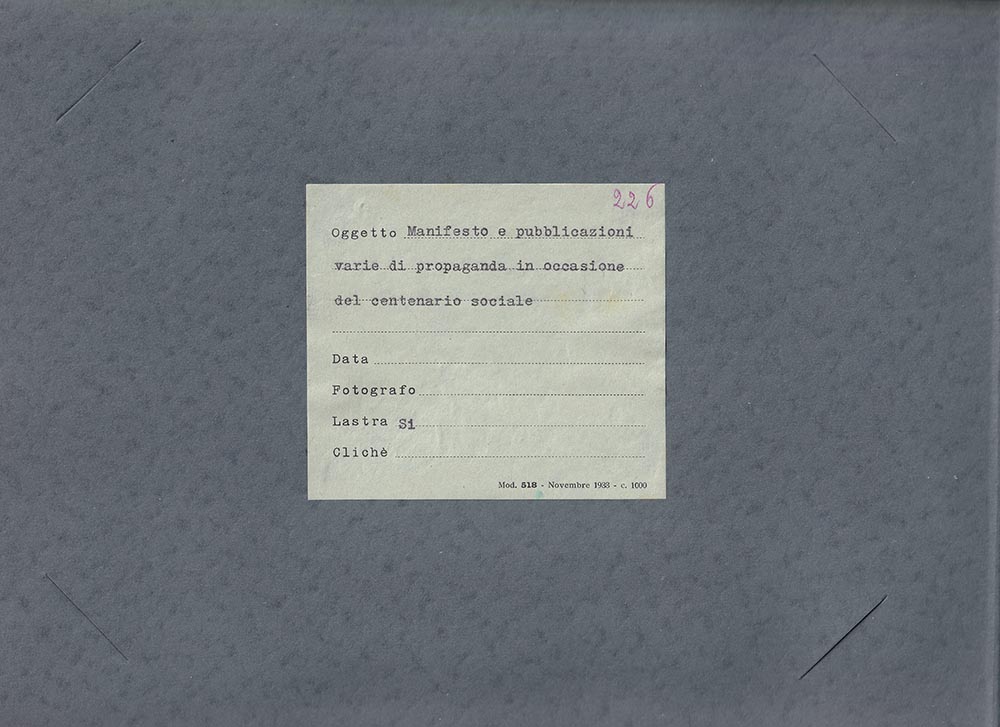 226
Oggetto Manifesto e pubblicazioni
varie di propaganda in occasione
del centenario sociale
Data
Fotografo
Lastra Si
Clichè
Mod. 518 - Novembre 1933 - c. 1000